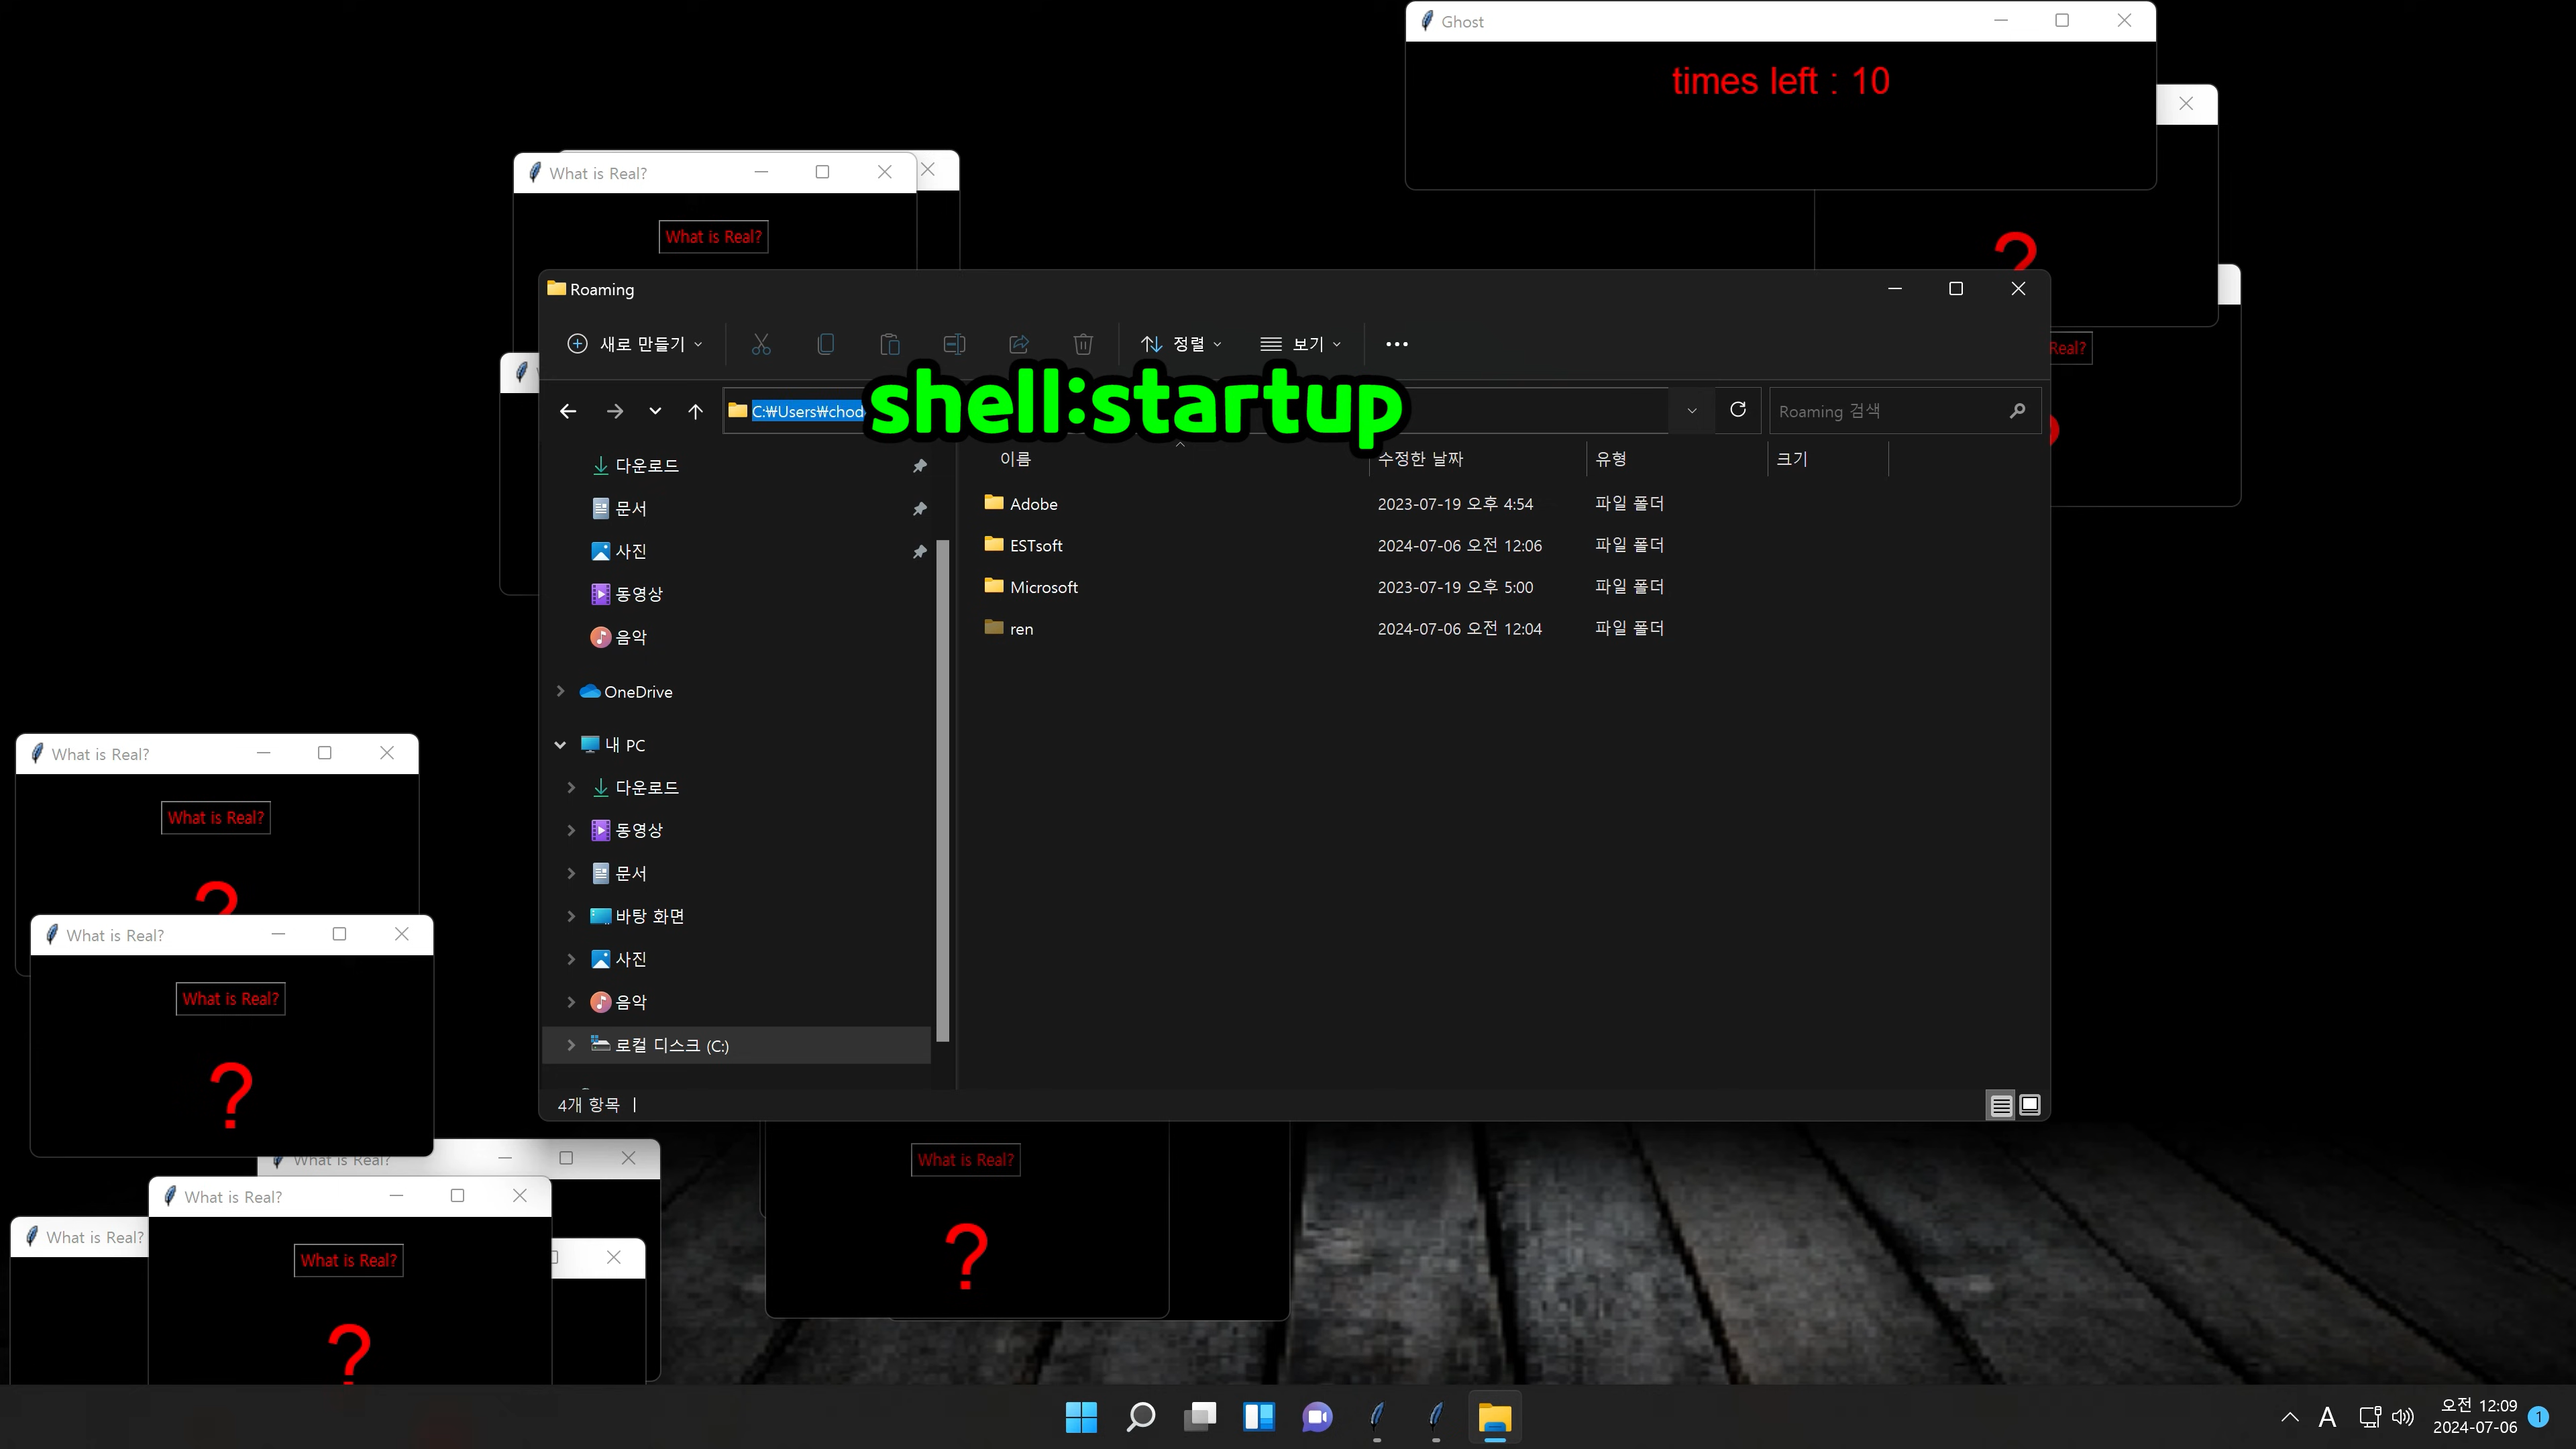 Ghost
times left : 10
What is Real?
What is Real?
?
Roaming
새로 만들기
정렬
보기
Real?
C:₩Users₩chod
shell:startup
Roaming 검색
이름
수정한 날짜
유형
크기
다운로드
문서
사진
동영상
음악
Adobe
2023-07-19 오후 4:54
파일 폴더
ESTsoft
2024-07-06 오전 12:06
파일 폴더
Microsoft
2023-07-19 오후 5:00
파일 폴더
ren
2024-07-06 오전 12:04
파일 폴더
OneDrive
내 PC
다운로드
동영상
문서
바탕 화면
사진
음악
로컬 디스크 (C:)
4개 항목
What is Real?
What is Real?
?
What is Real?
What is Real?
?
What is Real?
What is Real?
What is Real?
What is Real?
?
What is Real?
?
A
오전 12:09
2024-07-06
1